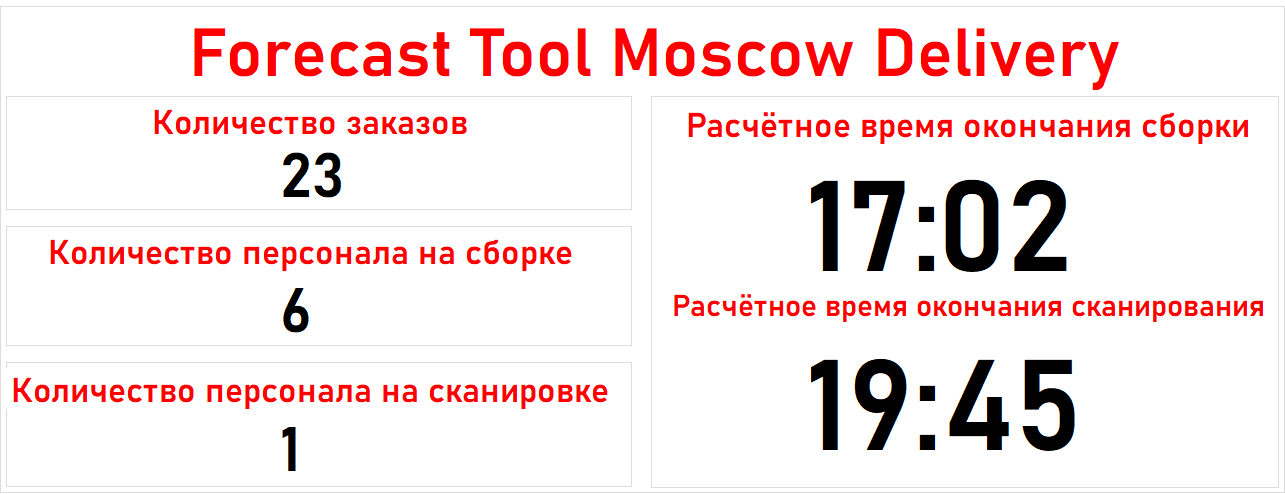 Forecast Tool Moscow Delivery
Количество заказов
23
Количество персонала на сборке
6
Количество персонала на сканировке
1
Расчётное время окончания сборки
17:02
Расчётное время окончания сканирования
19:45